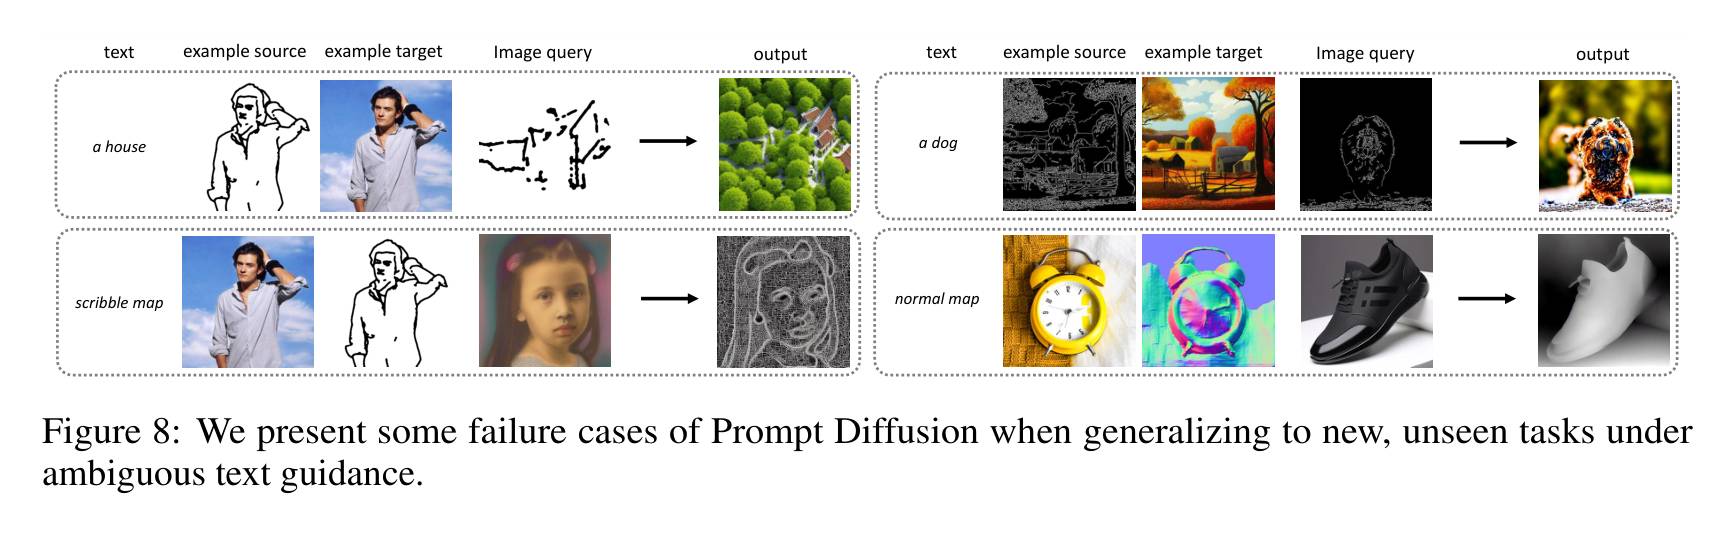 text example source example target Image query output text example source example target Image query output
a house a dog
scribble map normal map
Figure 8: We present some failure cases of Prompt Diffusion when generalizing to new, unseen tasks under
ambiguous text guidance.